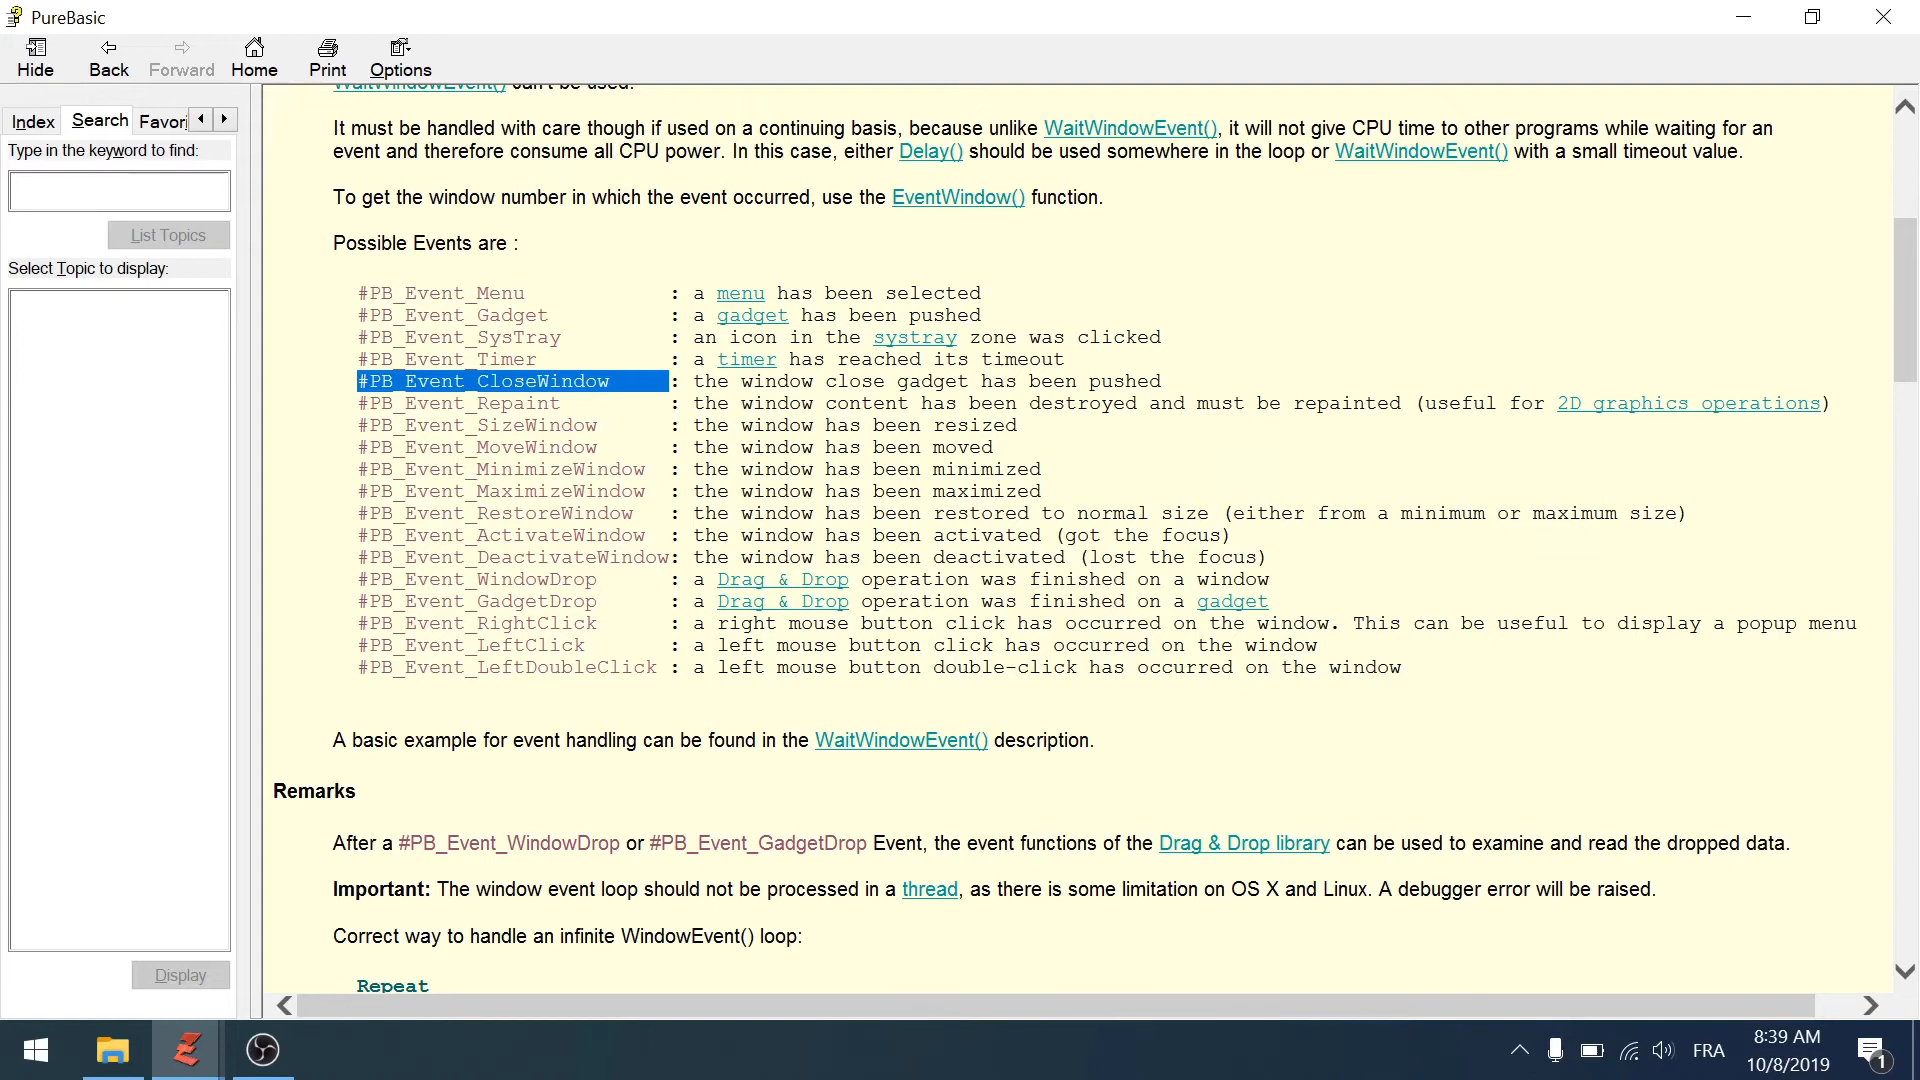 PureBasic
Hide Back Forward Home Print Options
Index Search Favori
Type in the keyword to find:
List Topics
Select Topic to display:
Display
WaitWindowEvent() can't be used.
It must be handled with care though if used on a continuing basis, because unlike WaitWindowEvent(), it will not give CPU time to other programs while waiting for an
event and therefore consume all CPU power. In this case, either Delay() should be used somewhere in the loop or WaitWindowEvent() with a small timeout value.
To get the window number in which the event occurred, use the EventWindow() function.
Possible Events are :
#PB_Event_Menu : a menu has been selected
#PB_Event_Gadget : a gadget has been pushed
#PB_Event_SysTray : an icon in the systray zone was clicked
#PB_Event_Timer : a timer has reached its timeout
#PB_Event_CloseWindow : the window close gadget has been pushed
#PB_Event_Repaint : the window content has been destroyed and must be repainted (useful for 2D graphics operations)
#PB_Event_SizeWindow : the window has been resized
#PB_Event_MoveWindow : the window has been moved
#PB_Event_MinimizeWindow : the window has been minimized
#PB_Event_MaximizeWindow : the window has been maximized
#PB_Event_RestoreWindow : the window has been restored to normal size (either from a minimum or maximum size)
#PB_Event_ActivateWindow : the window has been activated (got the focus)
#PB_Event_DeactivateWindow: the window has been deactivated (lost the focus)
#PB_Event_WindowDrop : a Drag & Drop operation was finished on a window
#PB_Event_GadgetDrop : a Drag & Drop operation was finished on a gadget
#PB_Event_RightClick : a right mouse button click has occurred on the window. This can be useful to display a popup menu
#PB_Event_LeftClick : a left mouse button click has occurred on the window
#PB_Event_LeftDoubleClick : a left mouse button double-click has occurred on the window
A basic example for event handling can be found in the WaitWindowEvent() description.
Remarks
After a #PB_Event_WindowDrop or #PB_Event_GadgetDrop Event, the event functions of the Drag & Drop library can be used to examine and read the dropped data.
Important: The window event loop should not be processed in a thread, as there is some limitation on OS X and Linux. A debugger error will be raised.
Correct way to handle an infinite WindowEvent() loop:
Repeat
FRA
8:39 AM
10/8/2019
1